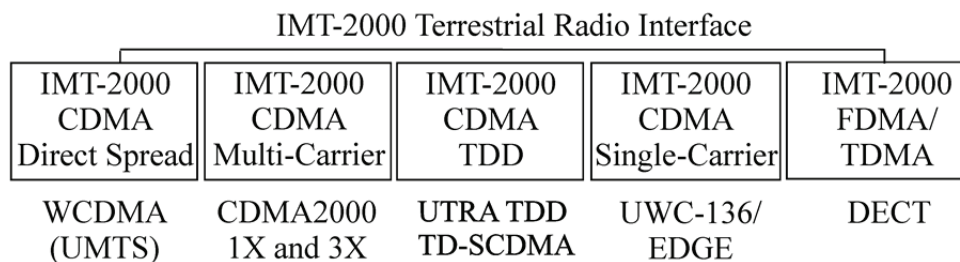 IMT-2000 Terrestrial Radio Interface
IMT-2000
CDMA
Direct Spread
IMT-2000
CDMA
Multi-Carrier
IMT-2000
CDMA
TDD
IMT-2000
CDMA
Single-Carrier
IMT-2000
FDMA/
TDMA
WCDMA
(UMTS)
CDMA2000
1X and 3X
UTRA TDD
TD-SCDMA
UWC-136/
EDGE
DECT